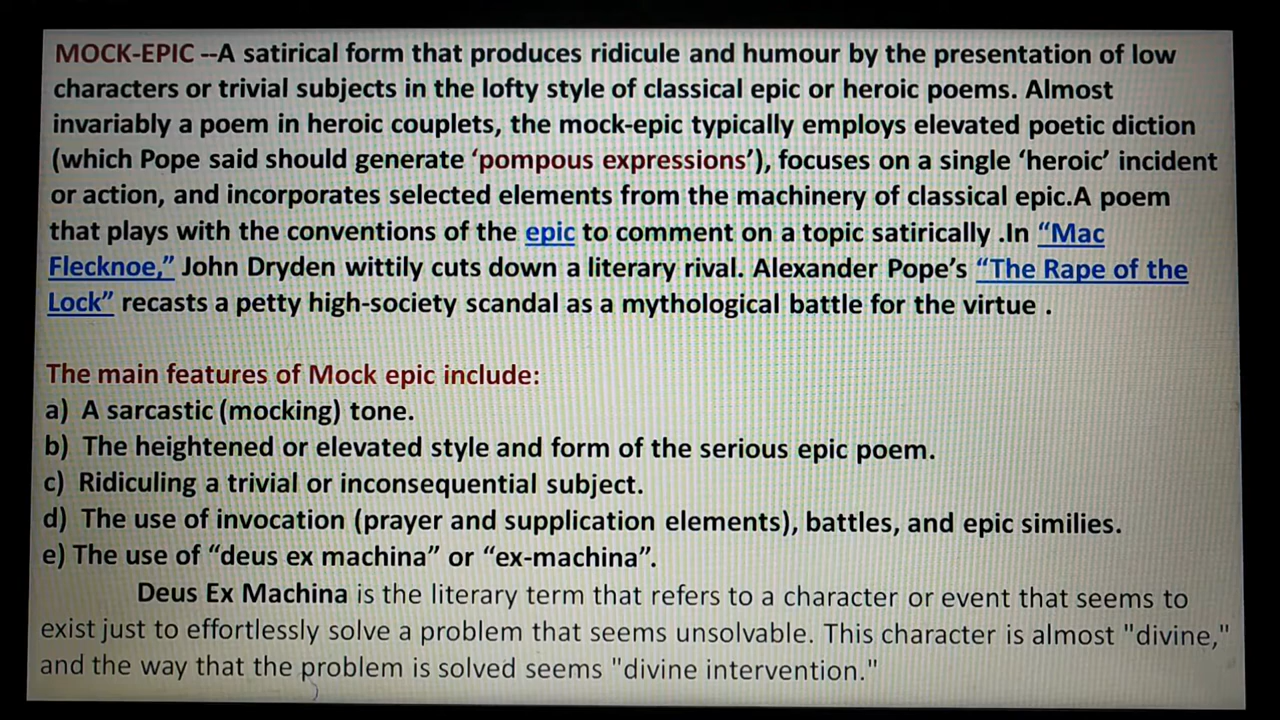 MOCK-EPIC --A satirical form that produces ridicule and humour by the presentation of low
characters or trivial subjects in the lofty style of classical epic or heroic poems. Almost
invariably a poem in heroic couplets, the mock-epic typically employs elevated poetic diction
(which Pope said should generate ‘pompous expressions’), focuses on a single ‘heroic’ incident
or action, and incorporates selected elements from the machinery of classical epic.A poem
that plays with the conventions of the epic to comment on a topic satirically .In “Mac
Flecknoe,” John Dryden wittily cuts down a literary rival. Alexander Pope’s “The Rape of the
Lock” recasts a petty high-society scandal as a mythological battle for the virtue .
The main features of Mock epic include:
a) A sarcastic (mocking) tone.
b) The heightened or elevated style and form of the serious epic poem.
c) Ridiculing a trivial or inconsequential subject.
d) The use of invocation (prayer and supplication elements), battles, and epic similies.
e) The use of “deus ex machina” or “ex-machina”.
Deus Ex Machina is the literary term that refers to a character or event that seems to
exist just to effortlessly solve a problem that seems unsolvable. This character is almost "divine,"
and the way that the problem is solved seems "divine intervention."